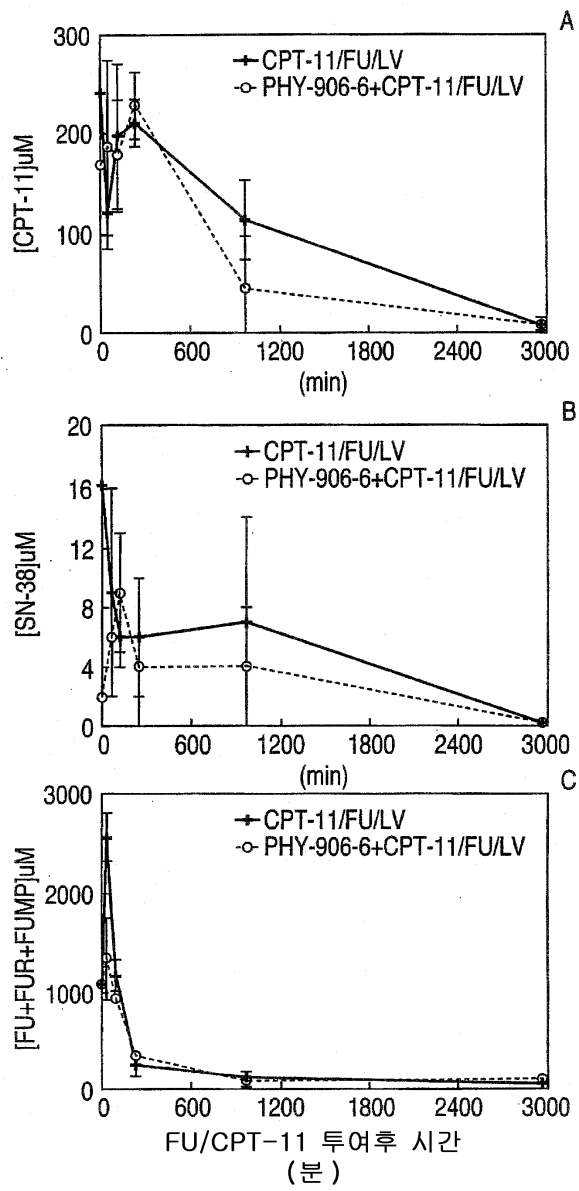 A
300
200
100
0
[CPT-11]uM
CPT-11/FU/LV
PHY-906-6+CPT-11/FU/LV
0 600 1200 1800 2400 3000
(min)
B
20
16
12
8
4
0
[SN-38]uM
CPT-11/FU/LV
PHY-906-6+CPT-11/FU/LV
0 600 1200 1800 2400 3000
(min)
C
3000
2000
1000
0
[FU+FUR+FUMP]uM
CPT-11/FU/LV
PHY-906-6+CPT-11/FU/LV
0 600 1200 1800 2400 3000
FU/CPT-11 투여후 시간
(분)